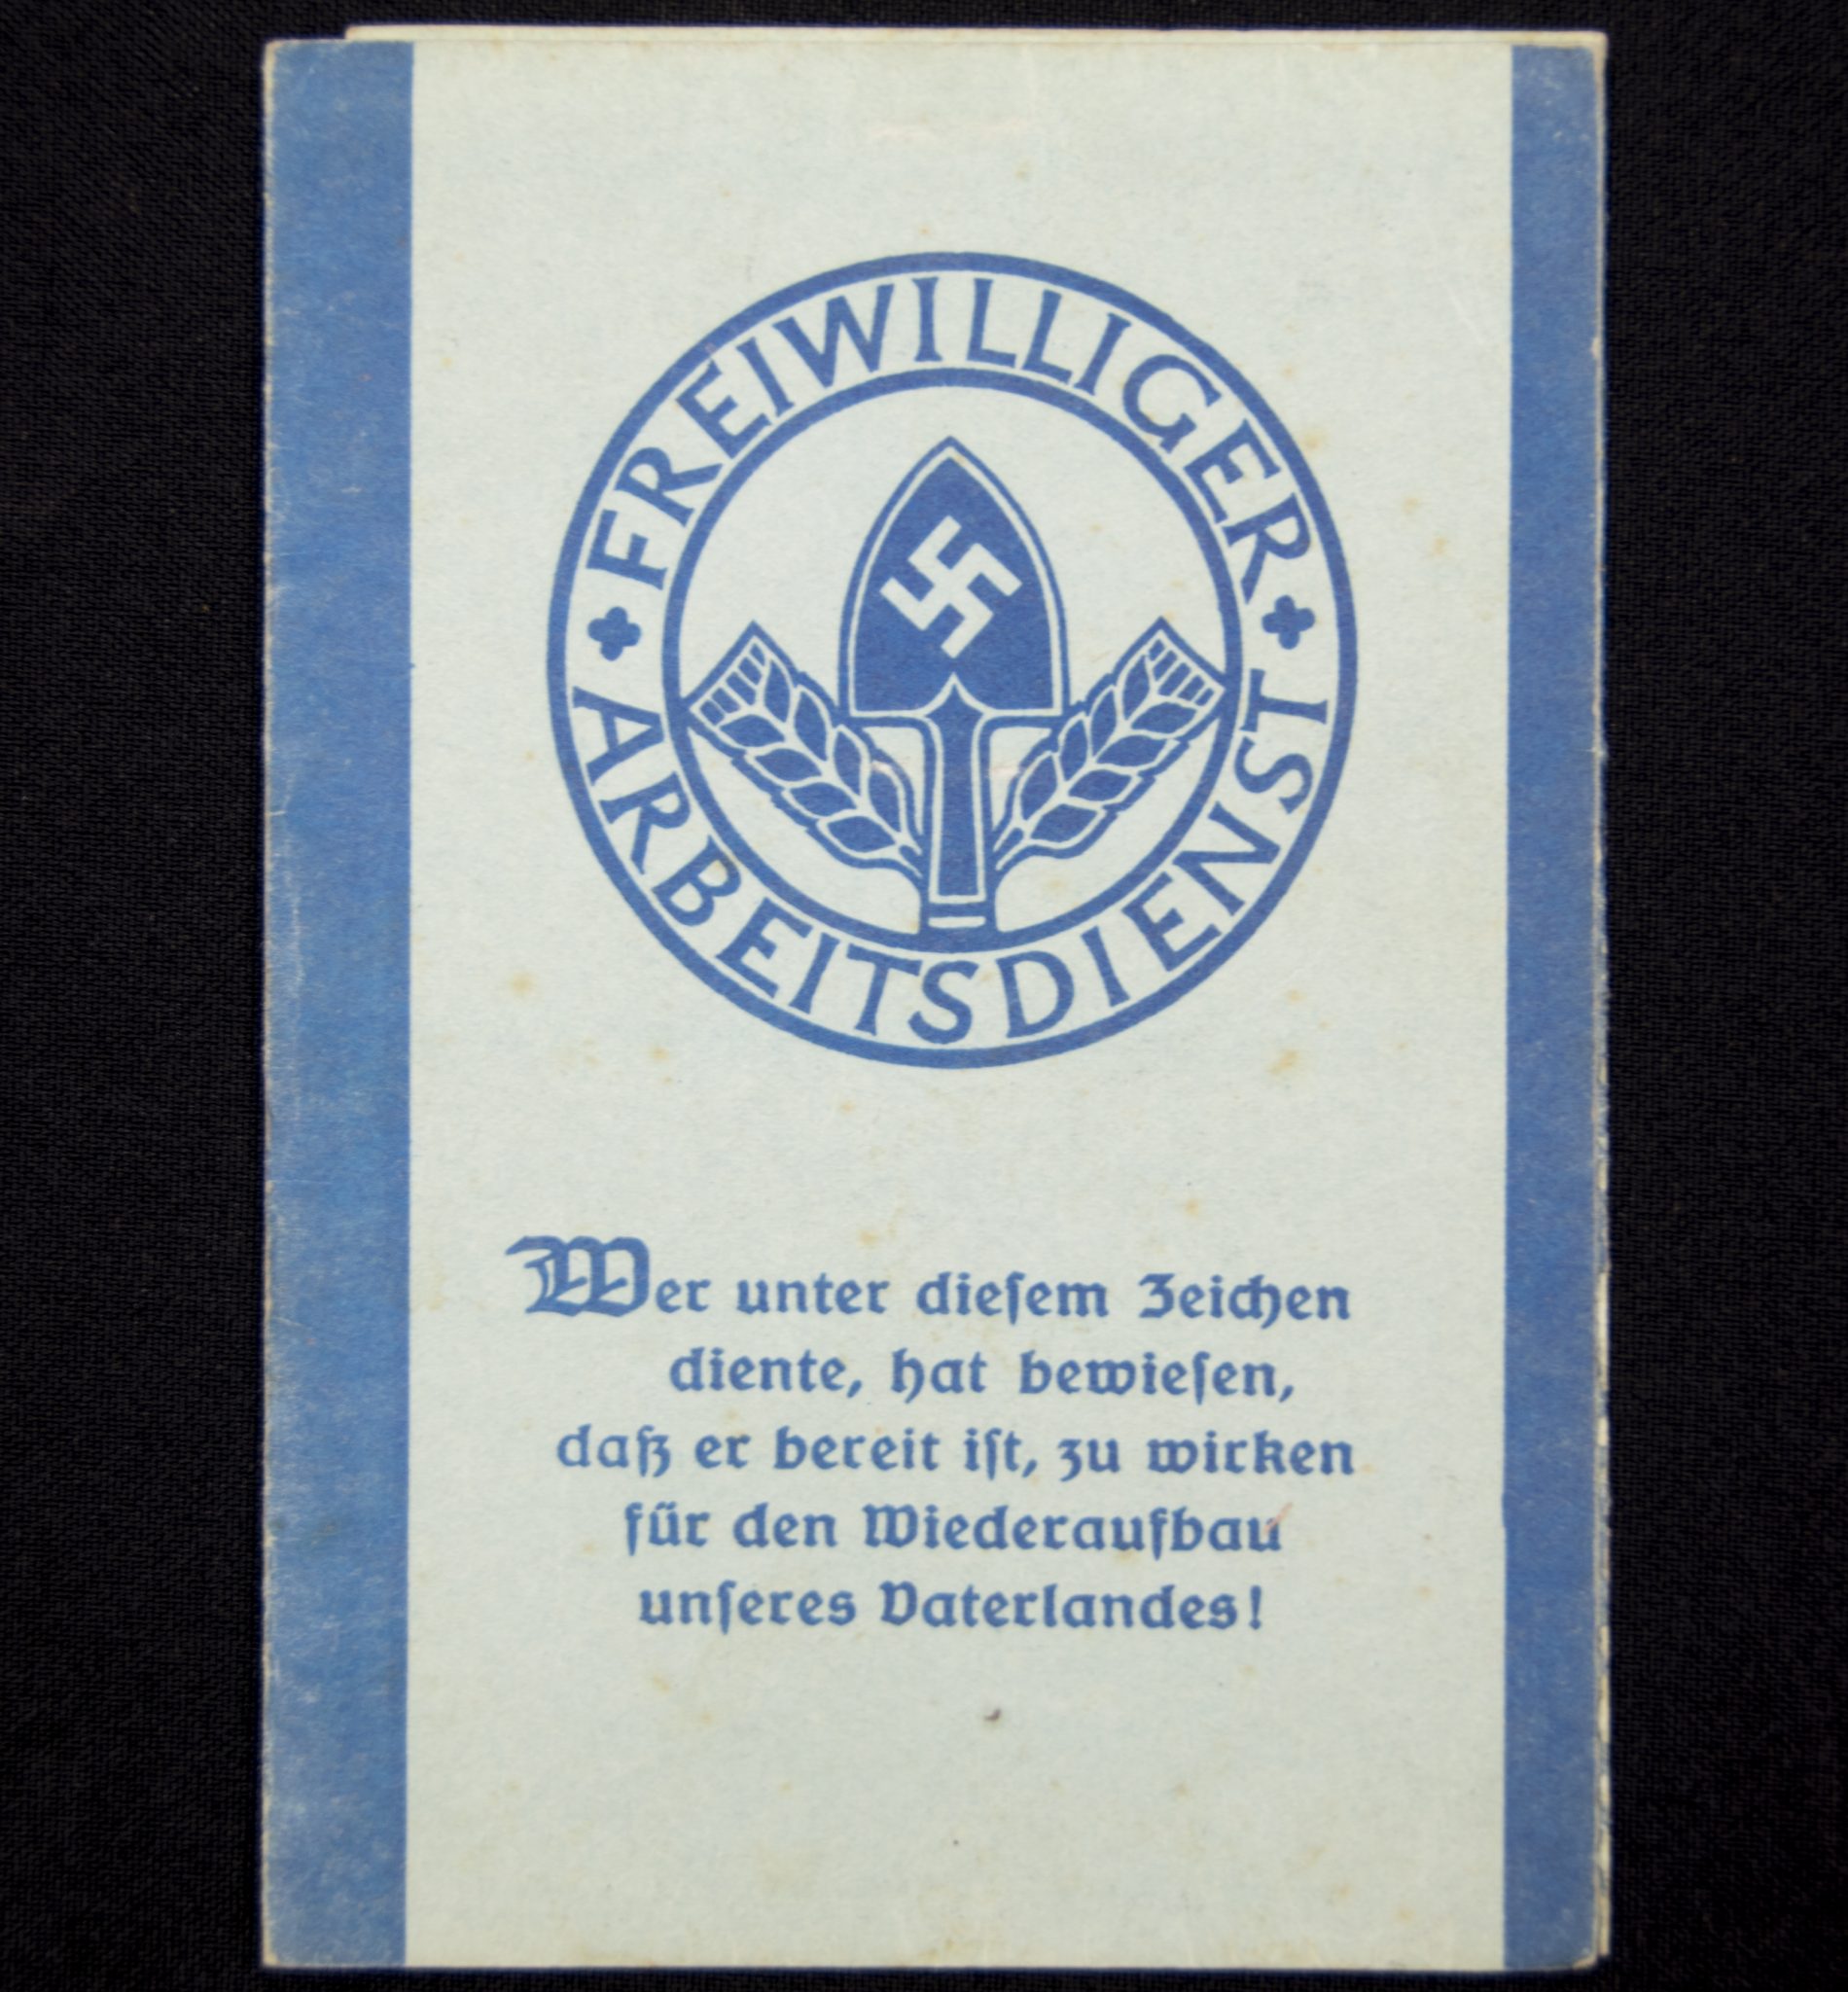 FREIWILLIGER
ARBEITSDIENST
Wer unter dieſem Zeichen
diente, hat bewieſen,
daß er bereit iſt, zu wirken
für den Wiederaufbau
unſeres Vaterlandes!